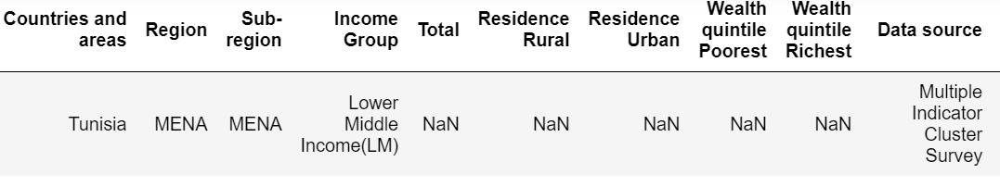 Countries and areas Region Sub-region Income Group Total Residence Rural Residence Urban Wealth quintile Poorest Wealth quintile Richest Data source
Tunisia MENA MENA Lower Middle Income(LM) NaN NaN NaN NaN NaN Multiple Indicator Cluster Survey